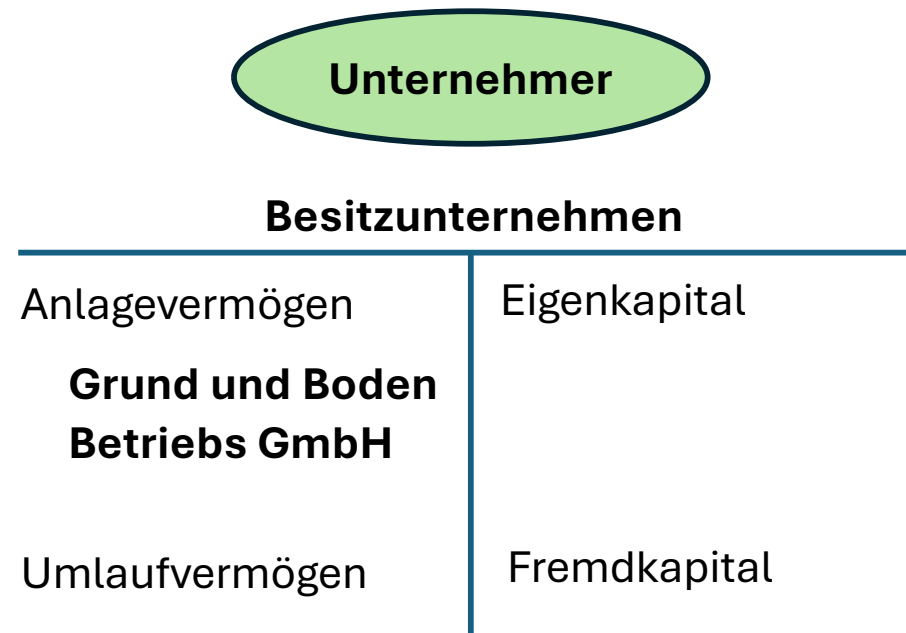 Unternehmer
Besitzunternehmen
Anlagevermögen
Grund und Boden
Betriebs GmbH
Umlaufvermögen
Eigenkapital
Fremdkapital